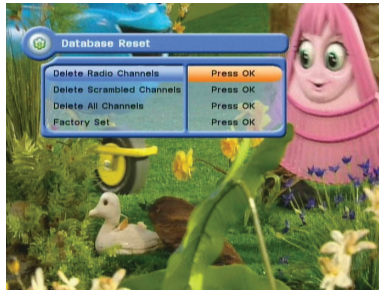 Database Reset
Delete Radio Channels Press OK
Delete Scrambled Channels Press OK
Delete All Channels Press OK
Factory Set Press OK